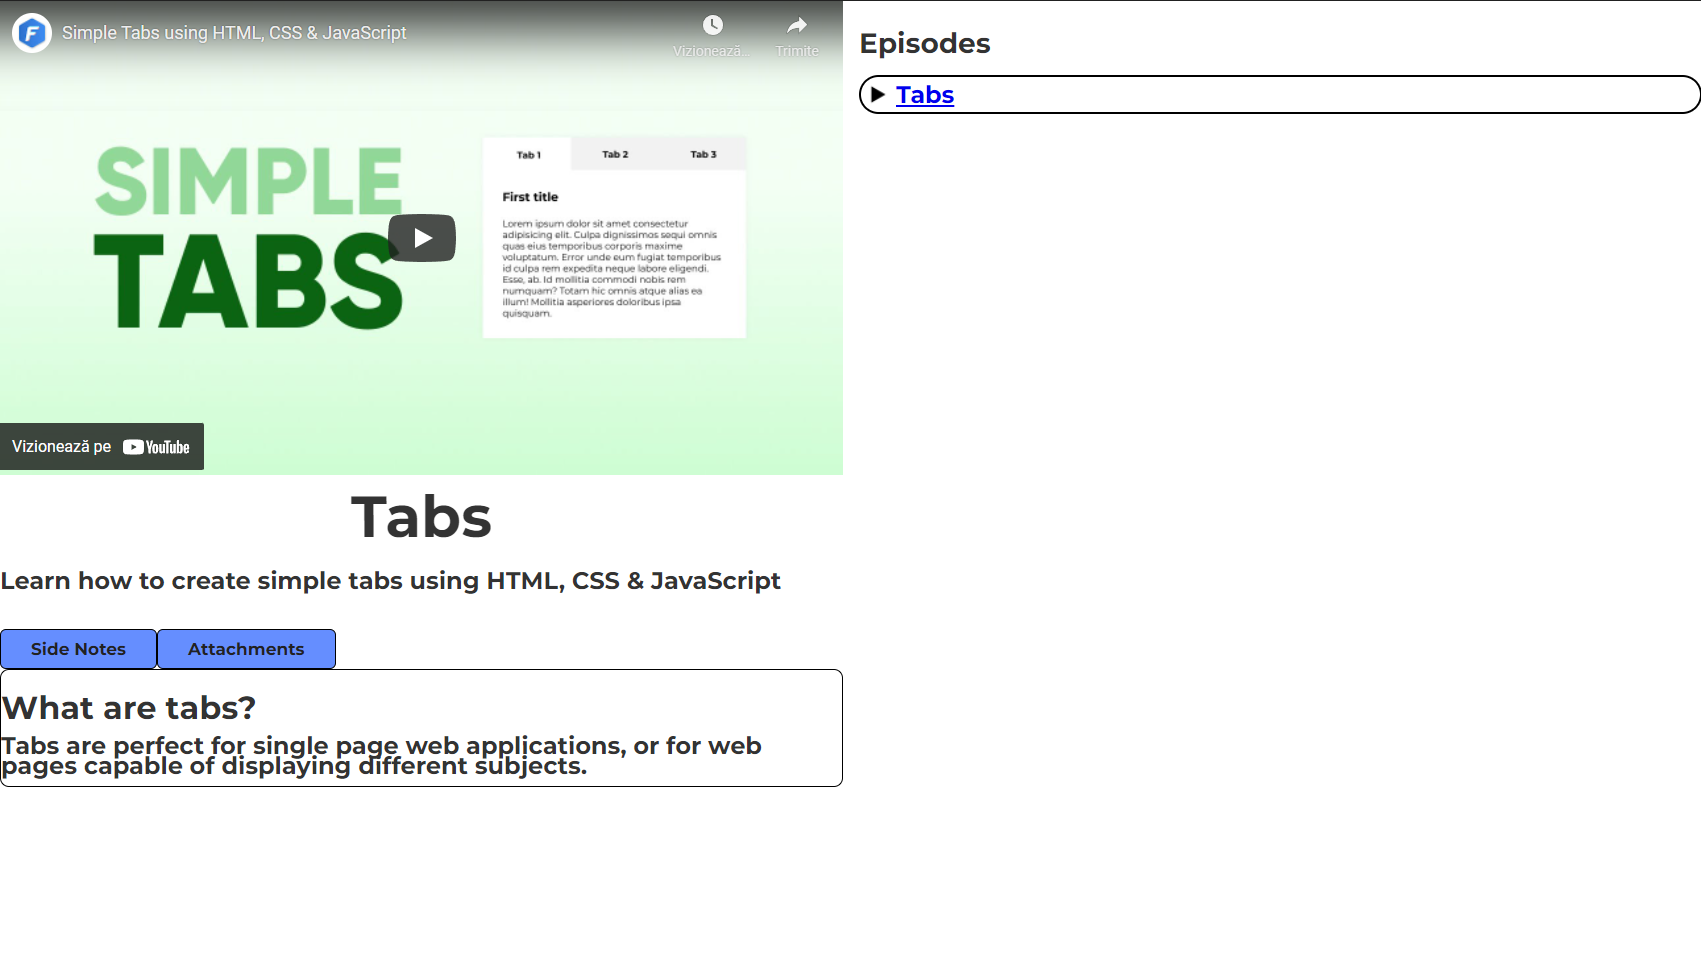 Simple Tabs using HTML, CSS & JavaScript
Vizionează...
Trimite
SIMPLE
TABS
Tab 1
Tab 2
Tab 3
First title
Lorem ipsum dolor sit amet consectetur
adipisicing elit. Culpa dignissimos sequi omnis
quas eius temporibus corporis maxime
voluptatum. Error unde eum fugiat temporibus
id culpa rem expedita neque labore eligendi.
Esse, ab. Id mollitia commodi nobis rem
numquam? Totam hic omnis atque alias ea
illum! Mollitia asperiores doloribus ipsa
quisquam.
Vizionează pe YouTube
Tabs
Learn how to create simple tabs using HTML, CSS & JavaScript
Side Notes
Attachments
What are tabs?
Tabs are perfect for single page web applications, or for web
pages capable of displaying different subjects.
Episodes
Tabs